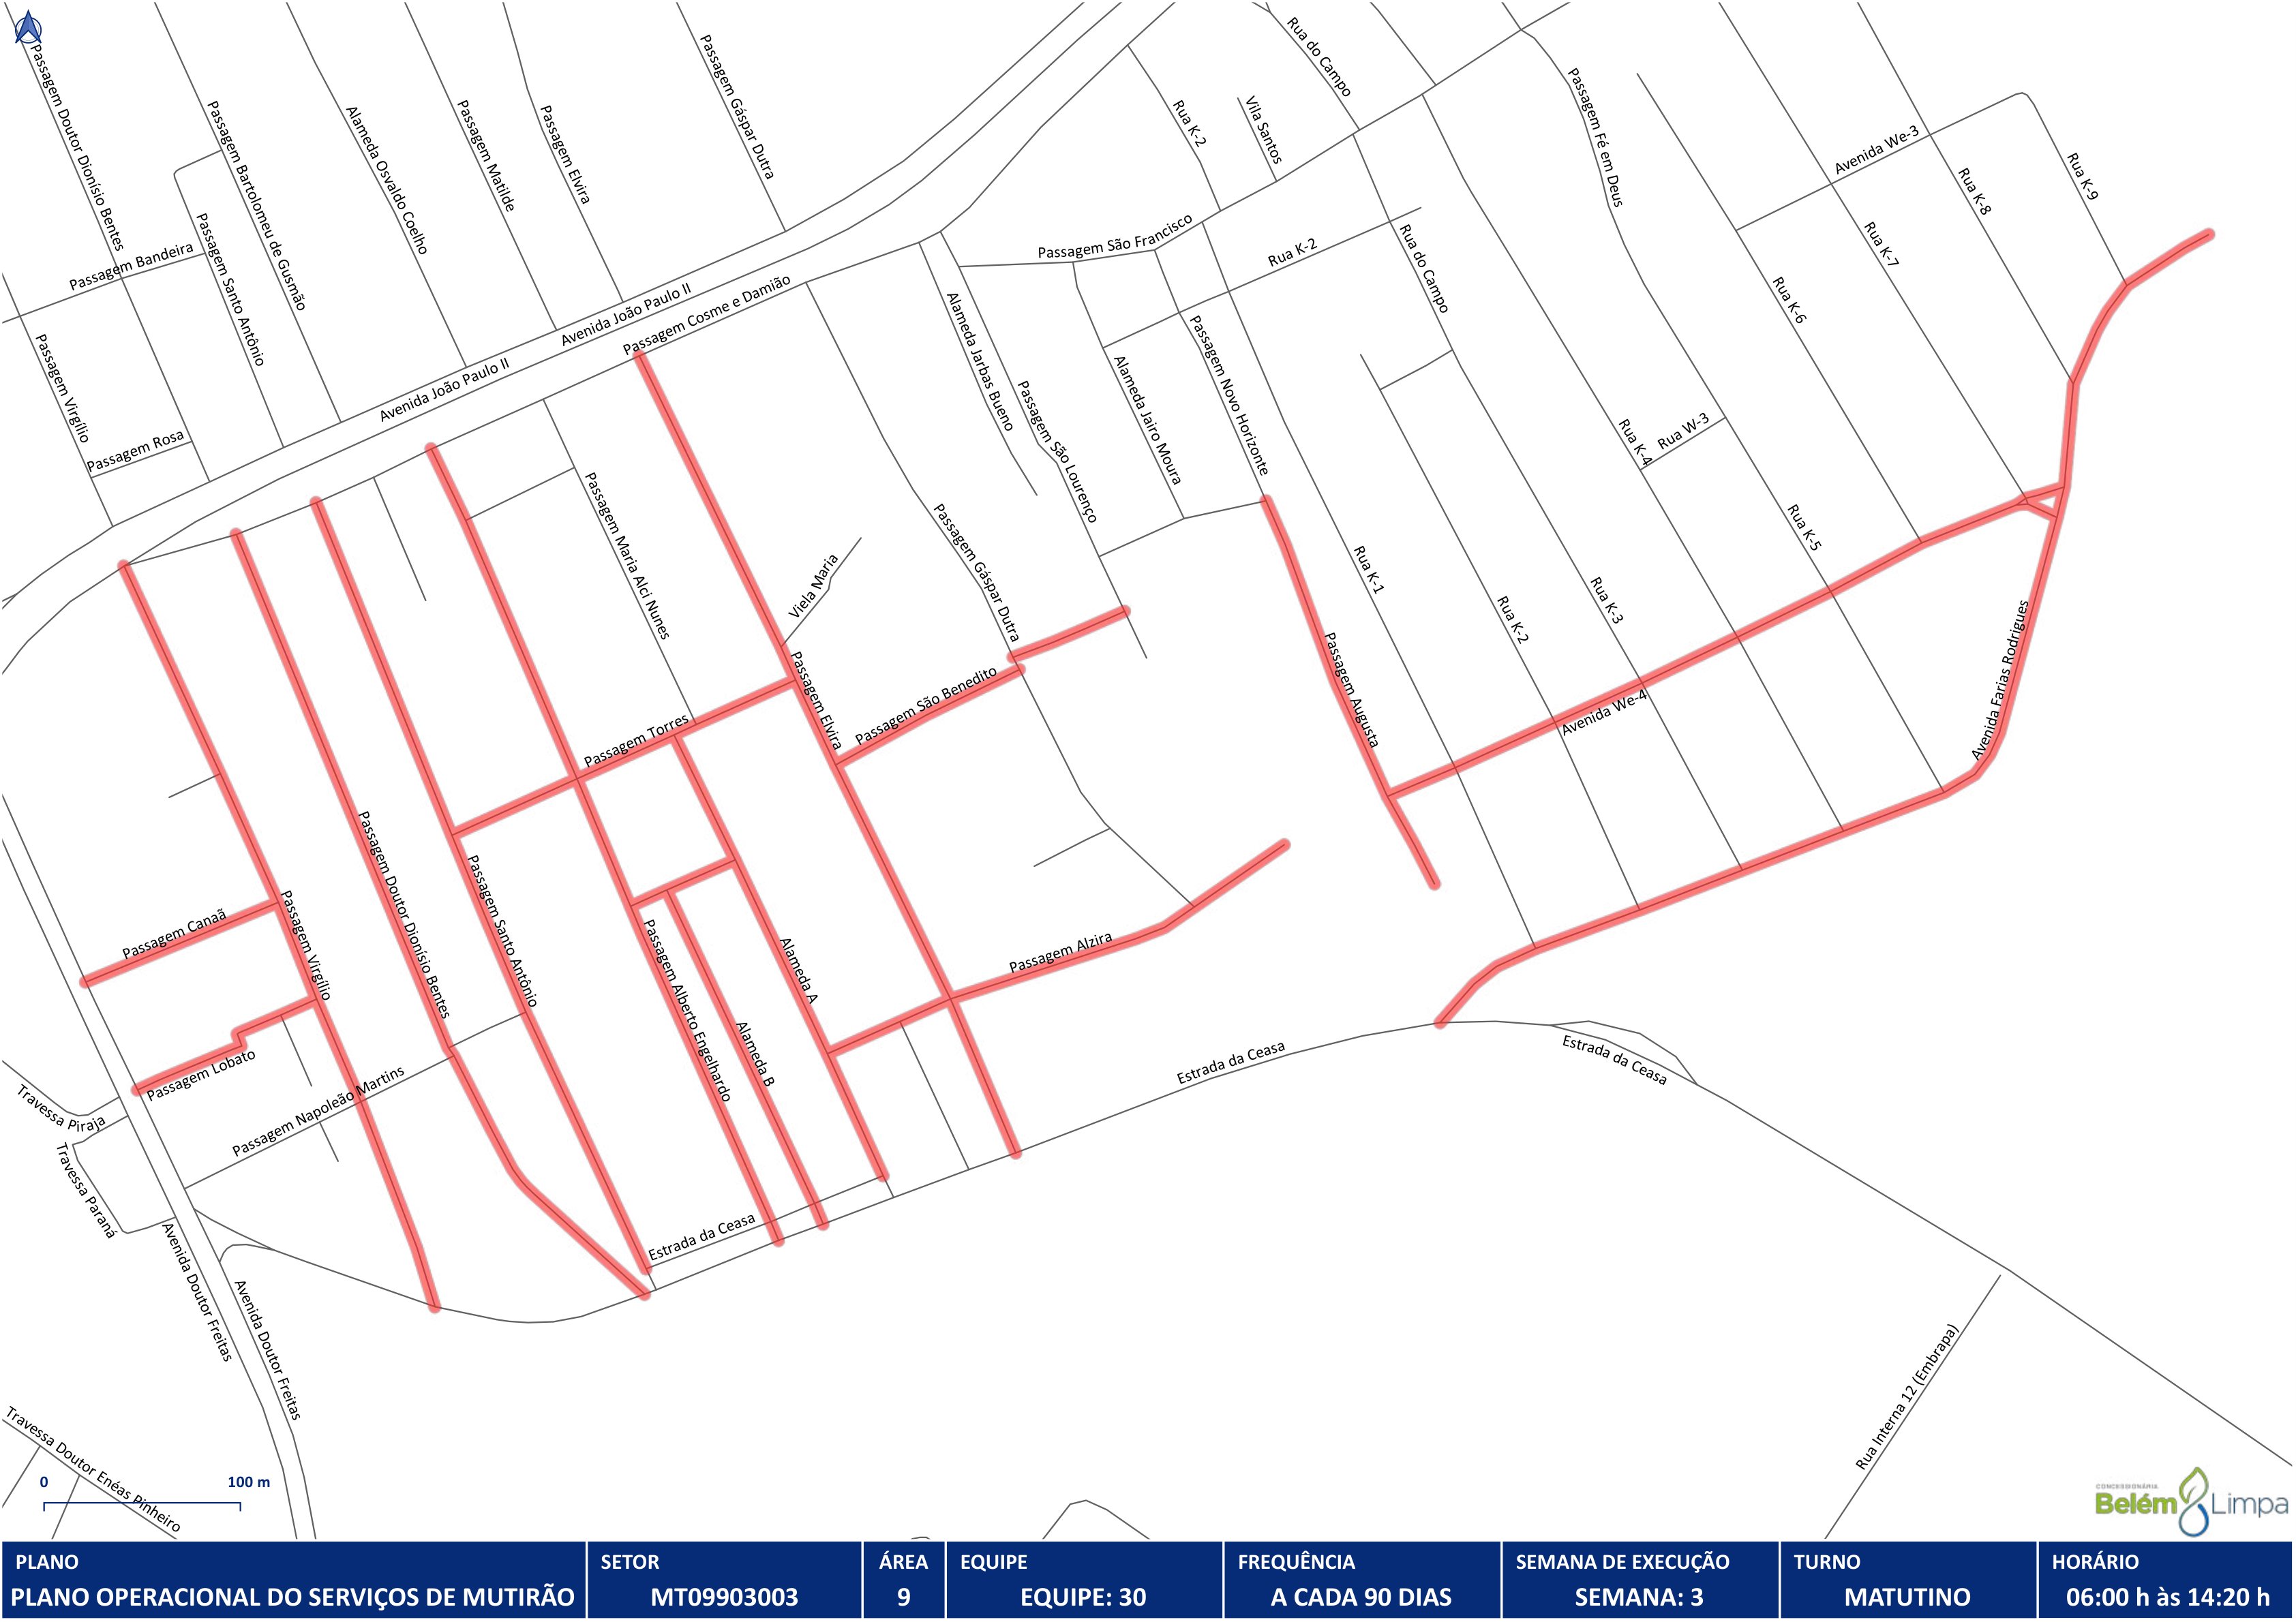 Passagem Doutor Dionísio Bentes
Passagem Bartolomeu de Gusmão
Alameda Osvaldo Coelho
Passagem Matilde
Passagem Elvira
Passagem Gáspar Dutra
Rua do Campo
Rua K-2
Vila Santos
Passagem Fé em Deus
Avenida We-3
Rua K-8
Rua K-9
Passagem Bandeira
Passagem Santo Antônio
Passagem São Francisco
Rua K-2
Rua do Campo
Rua K-7
Rua K-6
Passagem Virgílio
Passagem Rosa
Avenida João Paulo II
Avenida João Paulo II
Passagem Cosme e Damião
Alameda Jarbas Bueno
Passagem São Lourenço
Alameda Jairo Moura
Passagem Novo Horizonte
Rua K-4
Rua W-3
Rua K-5
Passagem Maria Alci Nunes
Viela Maria
Passagem Gáspar Dutra
Rua K-1
Rua K-2
Rua K-3
Passagem Torres
Passagem Elvira
Passagem São Benedito
Passagem Augusta
Avenida We-4
Avenida Farias Rodrigues
Passagem Doutor Dionísio Bentes
Passagem Santo Antônio
Passagem Canaã
Passagem Virgílio
Passagem Alberto Engelhardo
Alameda A
Alameda B
Passagem Alzira
Passagem Lobato
Passagem Napoleão Martins
Travessa Piraja
Travessa Paraná
Estrada da Ceasa
Estrada da Ceasa
Estrada da Ceasa
Avenida Doutor Freitas
Avenida Doutor Freitas
Rua Interna 12 (Embrapa)
Travessa Doutor Enéas Pinheiro
0 100 m
CONCESSIONÁRIA
Belém Limpa
PLANO
PLANO OPERACIONAL DO SERVIÇOS DE MUTIRÃO
SETOR
MT09903003
ÁREA
9
EQUIPE
EQUIPE: 30
FREQUÊNCIA
A CADA 90 DIAS
SEMANA DE EXECUÇÃO
SEMANA: 3
TURNO
MATUTINO
HORÁRIO
06:00 h às 14:20 h